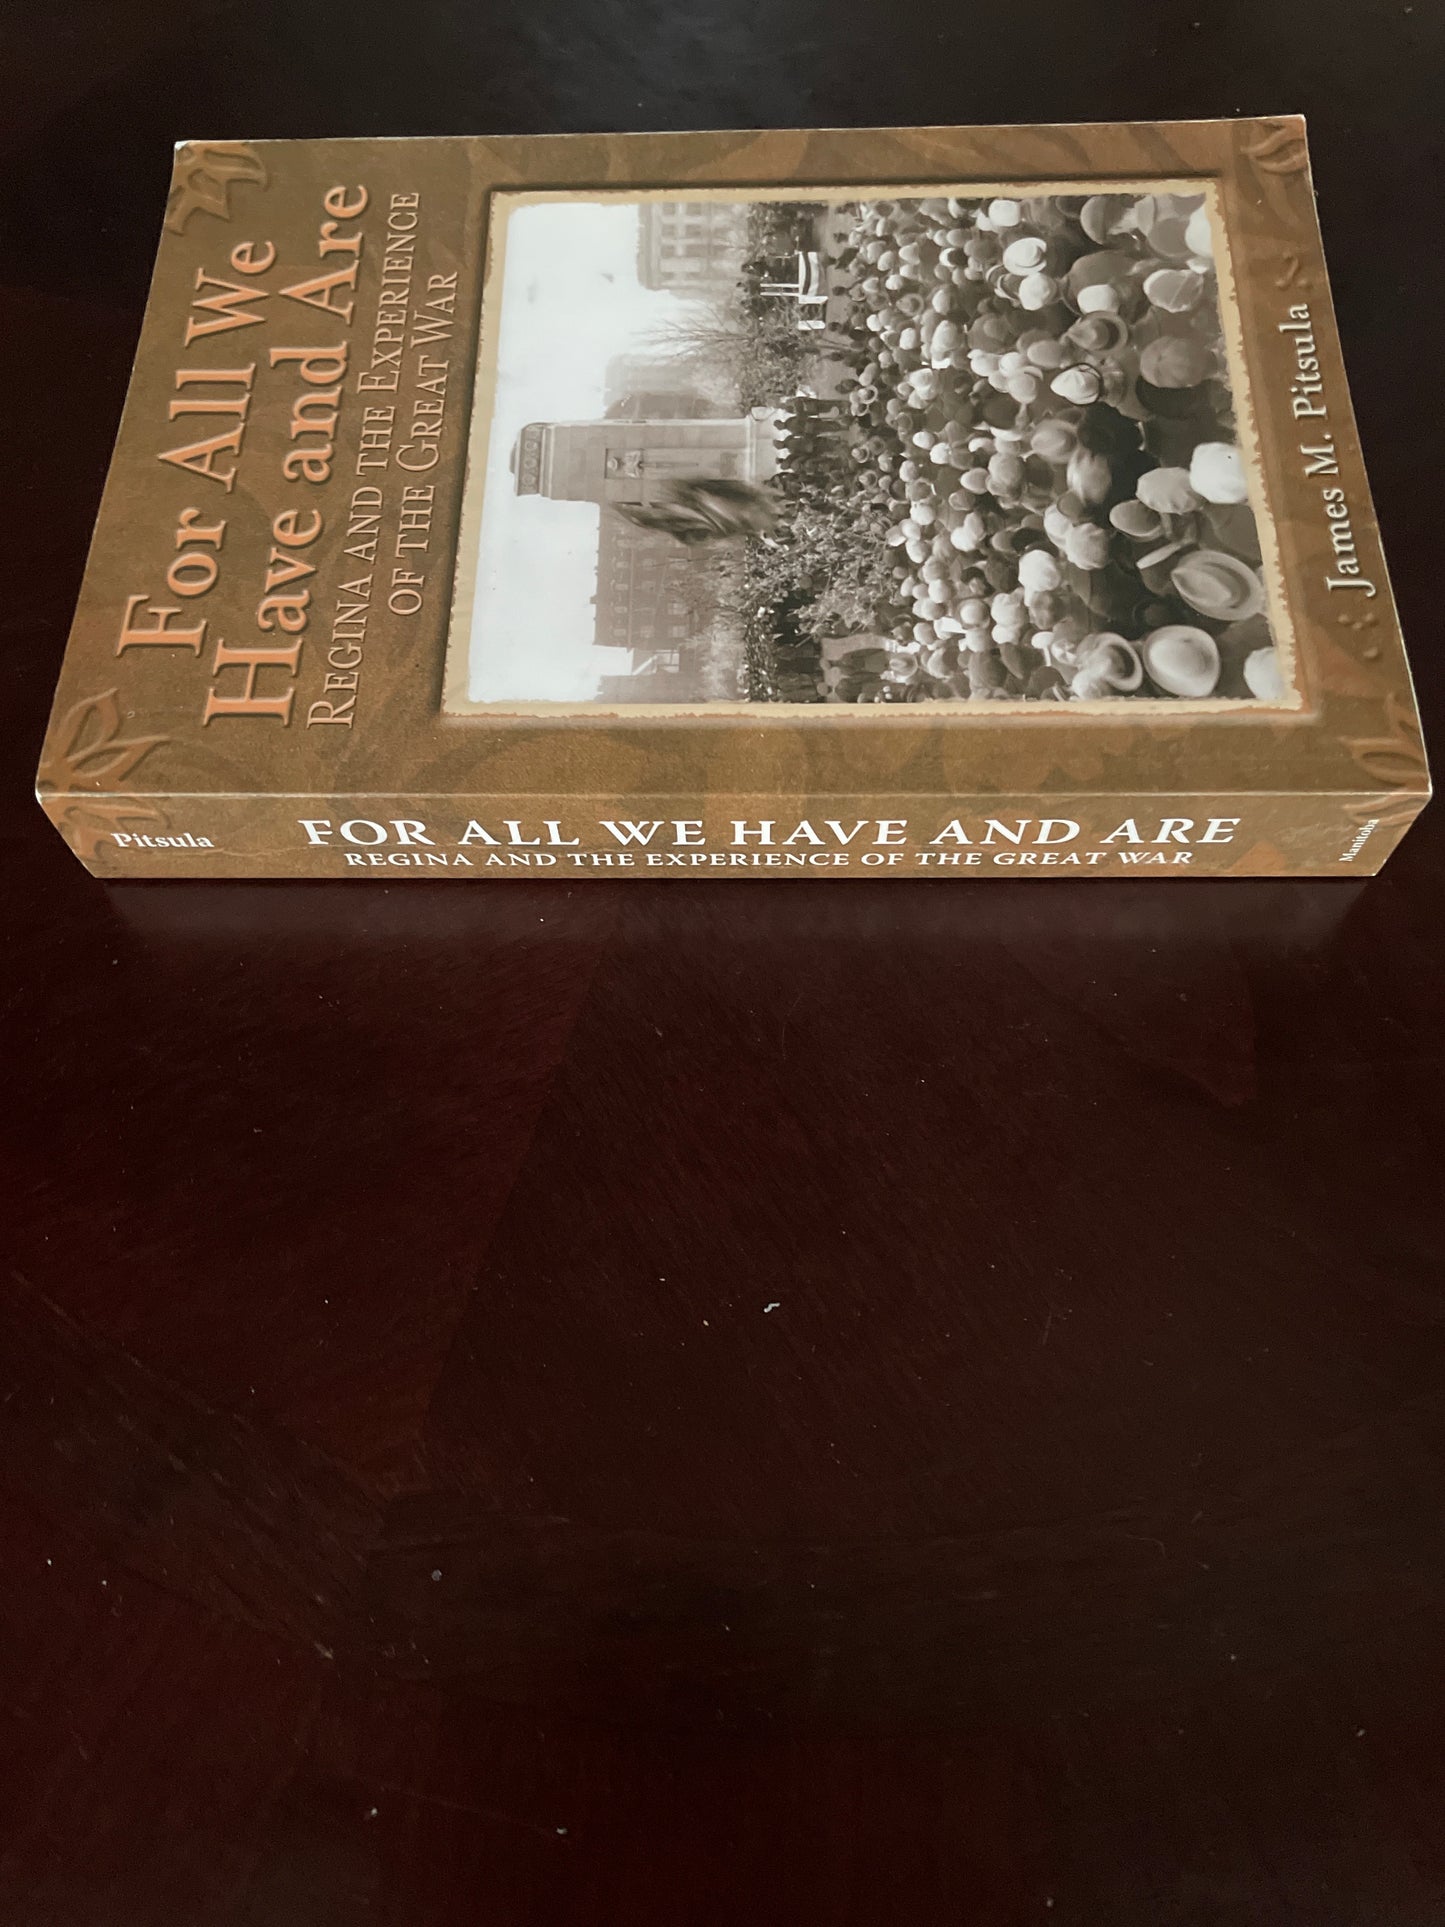 For All We
Have and Are
REGINA AND THE EXPERIENCE
OF THE GREAT WAR
James M. Pitsula
Pitsula
FOR ALL WE HAVE AND ARE
REGINA AND THE EXPERIENCE OF THE GREAT WAR
Manitoba